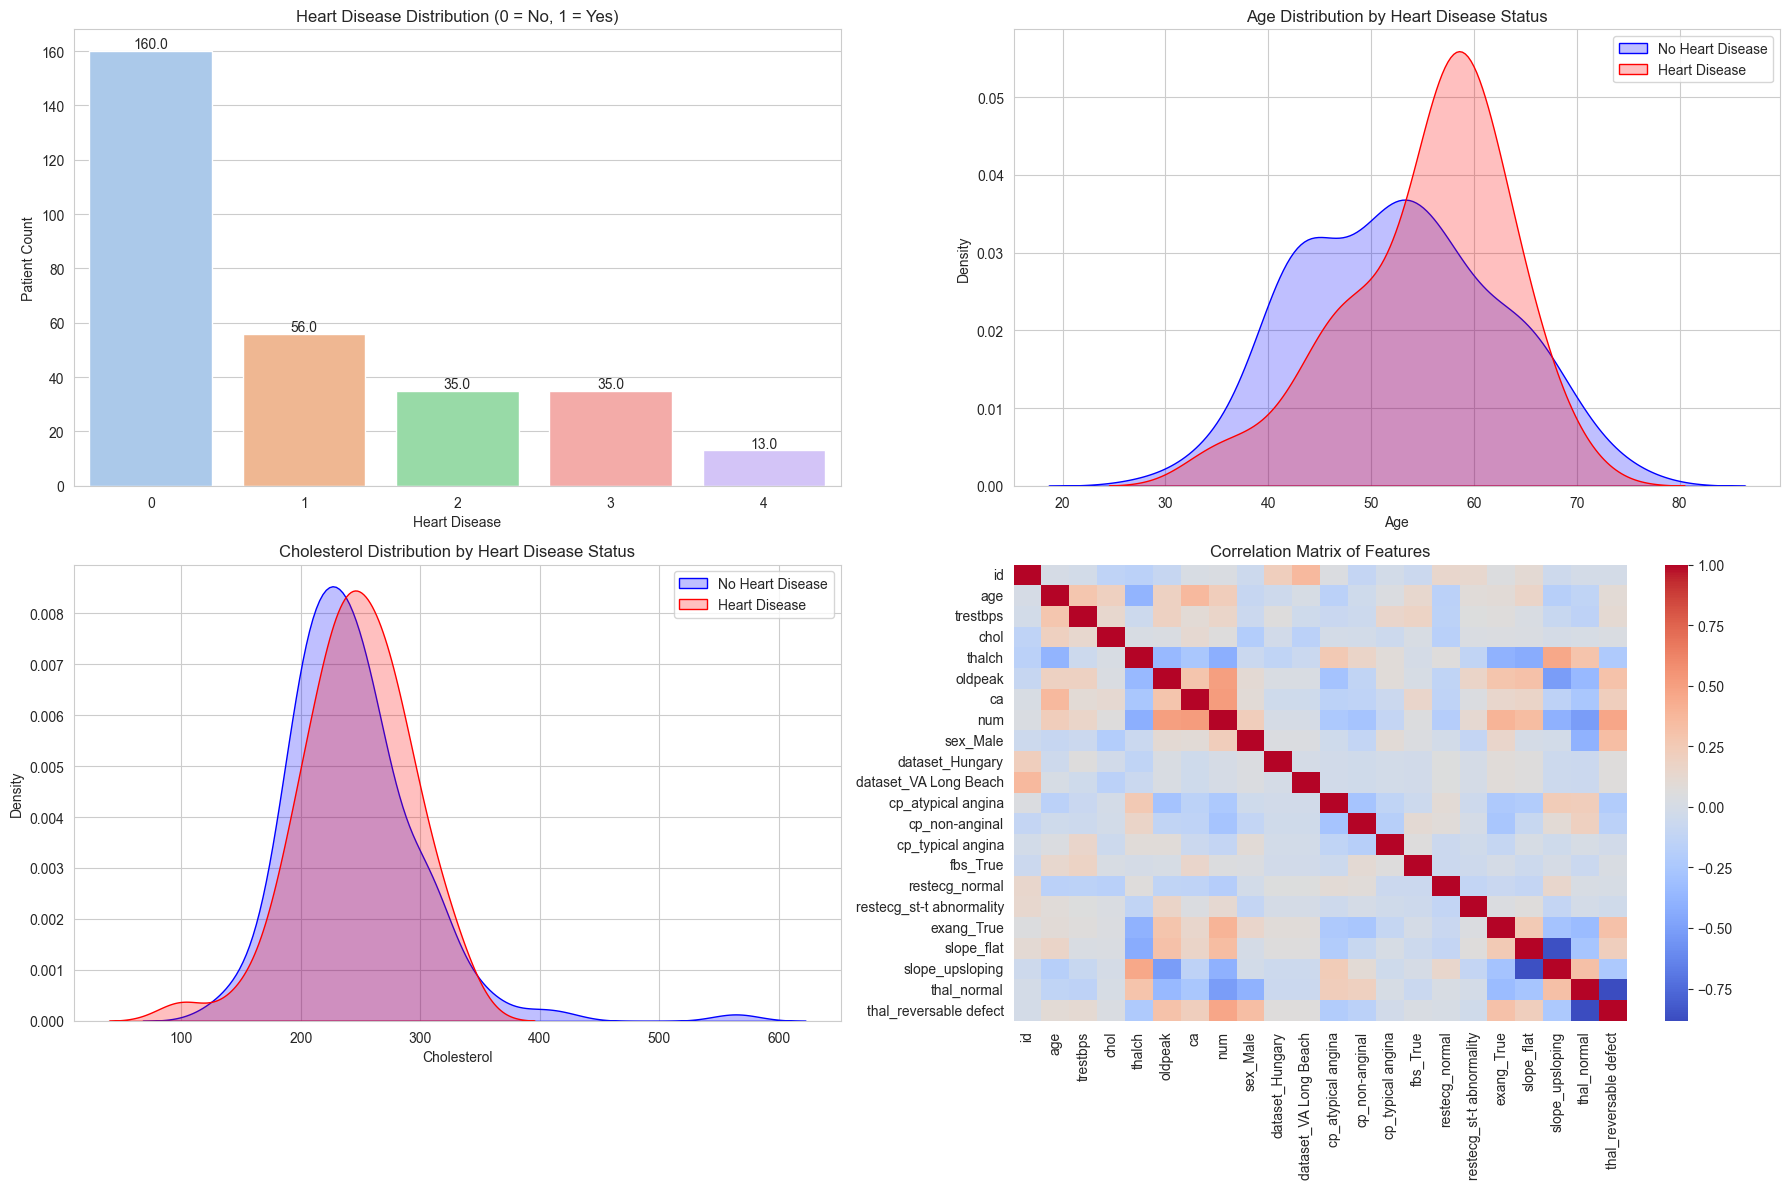 Heart Disease Distribution (0 = No, 1 = Yes)
Patient Count
160
140
120
100
80
60
40
20
0
160.0
56.0
35.0
35.0
13.0
0 1 2 3 4
Heart Disease
Age Distribution by Heart Disease Status
No Heart Disease
Heart Disease
Density
0.05
0.04
0.03
0.02
0.01
0.00
20 30 40 50 60 70 80
Age
Cholesterol Distribution by Heart Disease Status
No Heart Disease
Heart Disease
Density
0.008
0.007
0.006
0.005
0.004
0.003
0.002
0.001
0.000
100 200 300 400 500 600
Cholesterol
Correlation Matrix of Features
id
age
trestbps
chol
thalch
oldpeak
ca
num
sex_Male
dataset_Hungary
dataset_VA Long Beach
cp_atypical angina
cp_non-anginal
cp_typical angina
fbs_True
restecg_normal
restecg_st-t abnormality
exang_True
slope_flat
slope_upsloping
thal_normal
thal_reversable defect
id
age
trestbps
chol
thalch
oldpeak
ca
num
sex_Male
dataset_Hungary
dataset_VA Long Beach
cp_atypical angina
cp_non-anginal
cp_typical angina
fbs_True
restecg_normal
restecg_st-t abnormality
exang_True
slope_flat
slope_upsloping
thal_normal
thal_reversable defect
1.00
0.75
0.50
0.25
0.00
−0.25
−0.50
−0.75